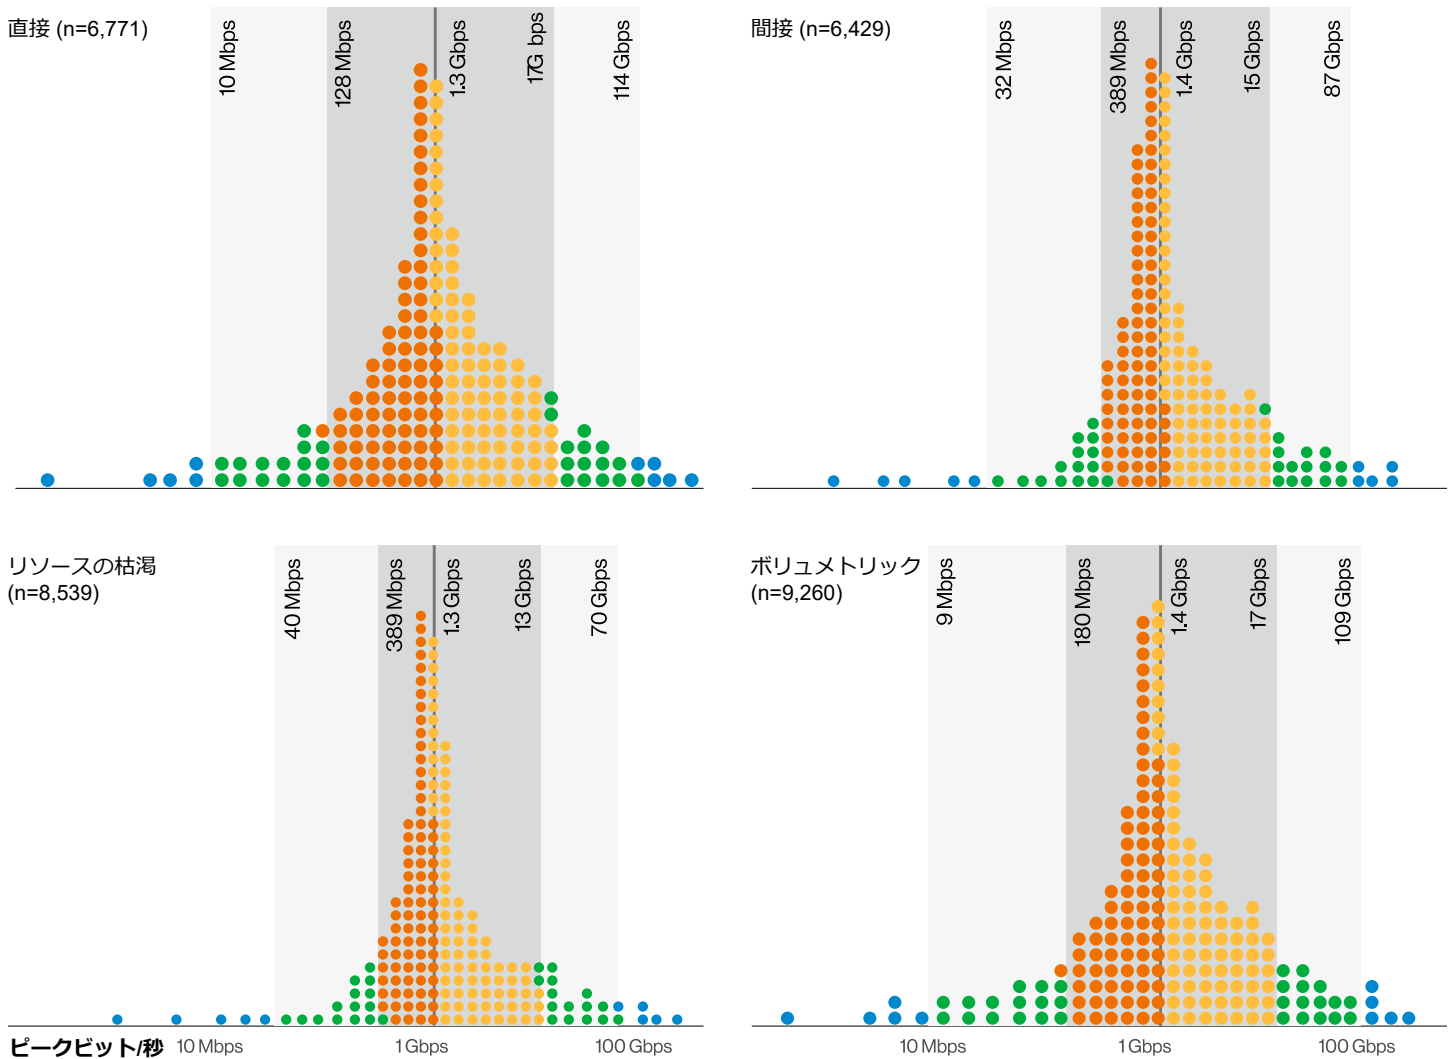 直接 (n=6,771)
10 Mbps
128 Mbps
1.3 Gbps
17G bps
114 Gbps
間接 (n=6,429)
32 Mbps
389 Mbps
1.4 Gbps
15 Gbps
87 Gbps
リソースの枯渇
(n=8,539)
40 Mbps
389 Mbps
1.3 Gbps
13 Gbps
70 Gbps
ボリュメトリック
(n=9,260)
9 Mbps
180 Mbps
1.4 Gbps
17 Gbps
109 Gbps
ピークビット/秒 10 Mbps 1 Gbps 100 Gbps
10 Mbps 1 Gbps 100 Gbps